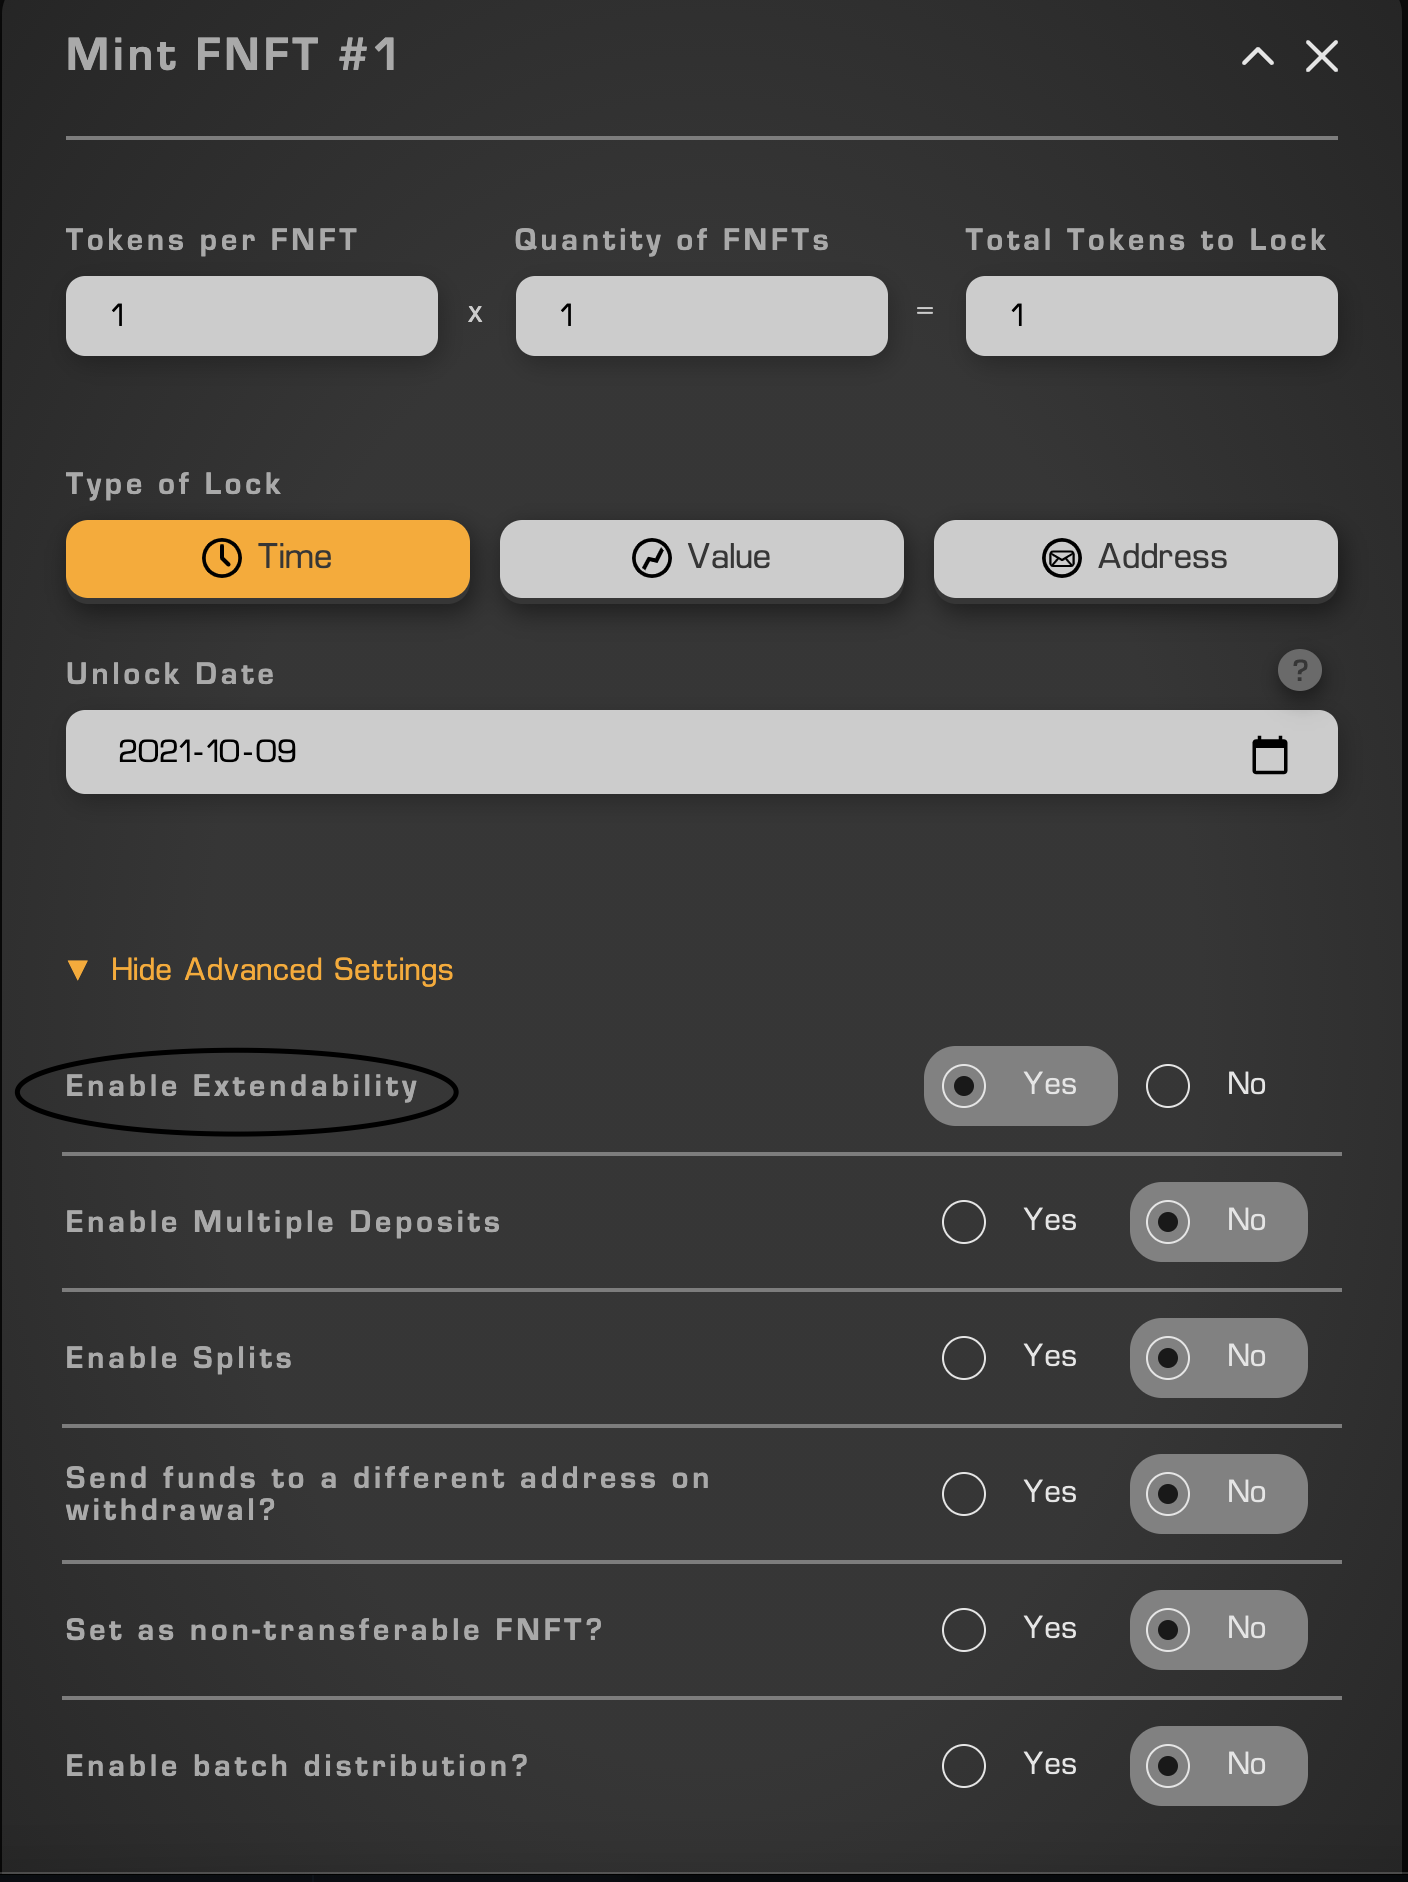 Mint FNFT #1
Tokens per FNFT
Quantity of FNFTs
Total Tokens to Lock
1 x 1 = 1
Type of Lock
Time
Value
Address
Unlock Date
?
2021-10-09
▼ Hide Advanced Settings
Enable Extendability Yes No
Enable Multiple Deposits Yes No
Enable Splits Yes No
Send funds to a different address on
withdrawal? Yes No
Set as non-transferable FNFT? Yes No
Enable batch distribution? Yes No